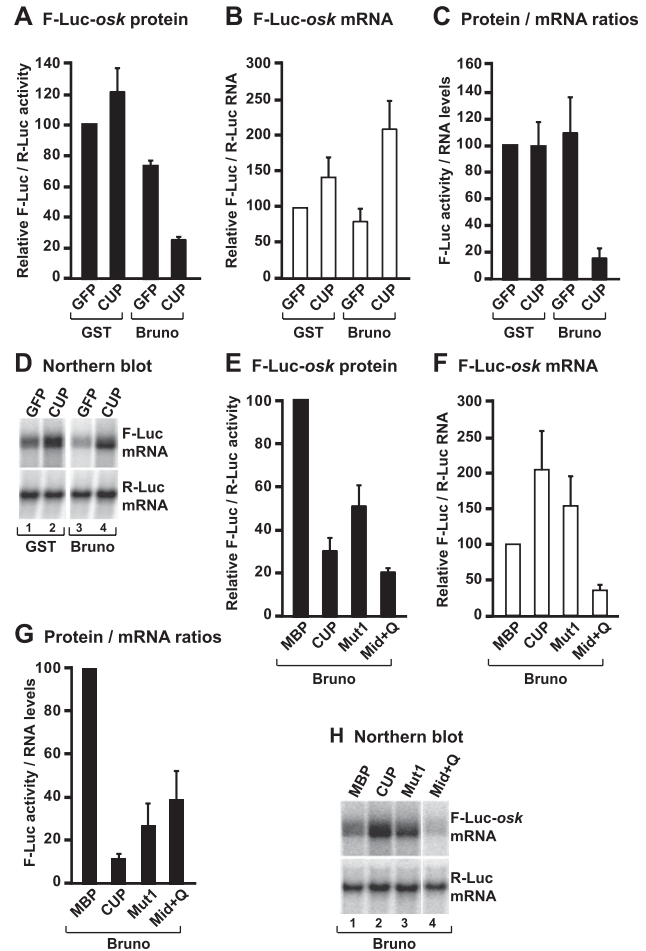 A F-Luc-osk protein
Relative F-Luc / R-Luc activity
140
120
100
80
60
40
20
0
GFP CUP GFP CUP
GST Bruno
B F-Luc-osk mRNA
Relative F-Luc / R-Luc RNA
300
250
200
150
100
50
0
GFP CUP GFP CUP
GST Bruno
C Protein / mRNA ratios
F-Luc activity / RNA levels
160
140
120
100
80
60
40
20
0
GFP CUP GFP CUP
GST Bruno
D Northern blot
GFP CUP GFP CUP
F-Luc
mRNA
R-Luc
mRNA
1 2 3 4
GST Bruno
E F-Luc-osk protein
Relative F-Luc / R-Luc activity
100
80
60
40
20
0
MBP CUP Mut1 Mid+Q
Bruno
F F-Luc-osk mRNA
Relative F-Luc / R-Luc RNA
300
250
200
150
100
50
0
MBP CUP Mut1 Mid+Q
Bruno
G Protein / mRNA ratios
F-Luc activity / RNA levels
100
80
60
40
20
0
MBP CUP Mut1 Mid+Q
Bruno
H Northern blot
MBP CUP Mut1 Mid+Q
F-Luc-osk
mRNA
R-Luc
mRNA
1 2 3 4
Bruno